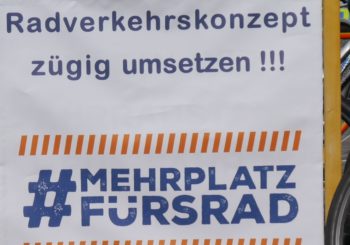 Radverkehrskonzept
zügig umsetzen !!!
#MEHRPLATZ
FÜRSRAD